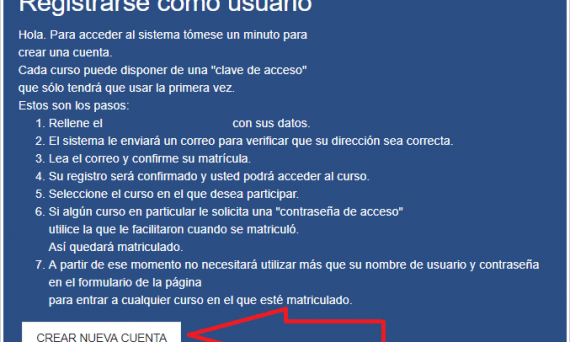 Registrarse como usuario
Hola. Para acceder al sistema tómese un minuto para
crear una cuenta.
Cada curso puede disponer de una "clave de acceso"
que sólo tendrá que usar la primera vez.
Estos son los pasos:
1. Rellene el con sus datos.
2. El sistema le enviará un correo para verificar que su dirección sea correcta.
3. Lea el correo y confirme su matrícula.
4. Su registro será confirmado y usted podrá acceder al curso.
5. Seleccione el curso en el que desea participar.
6. Si algún curso en particular le solicita una "contraseña de acceso"
utilice la que le facilitaron cuando se matriculó.
Así quedará matriculado.
7. A partir de ese momento no necesitará utilizar más que su nombre de usuario y contraseña
en el formulario de la página
para entrar a cualquier curso en el que esté matriculado.
CREAR NUEVA CUENTA